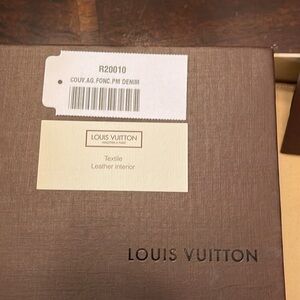 R20010
COUV.AG.FONC.PM DENIM
LOUIS VUITTON
Textile
Leather interior
LOUIS VUITTON